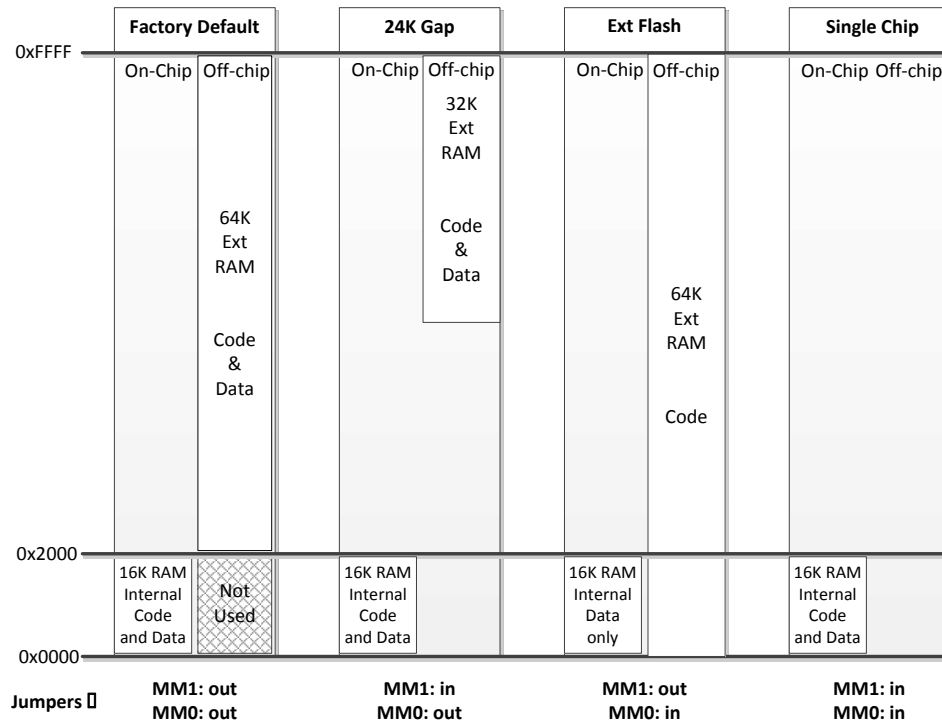 Factory Default
24K Gap
Ext Flash
Single Chip
0xFFFF
On-Chip Off-chip
On-Chip Off-chip
On-Chip Off-chip
On-Chip Off-chip
64K
Ext
RAM
Code
&
Data
32K
Ext
RAM
Code
&
Data
64K
Ext
RAM
Code
0x2000
16K RAM
Internal
Code
and Data
Not
Used
16K RAM
Internal
Code
and Data
16K RAM
Internal
Data
only
16K RAM
Internal
Code
and Data
0x0000
Jumpers
MM1: out
MM0: out
MM1: in
MM0: out
MM1: out
MM0: in
MM1: in
MM0: in